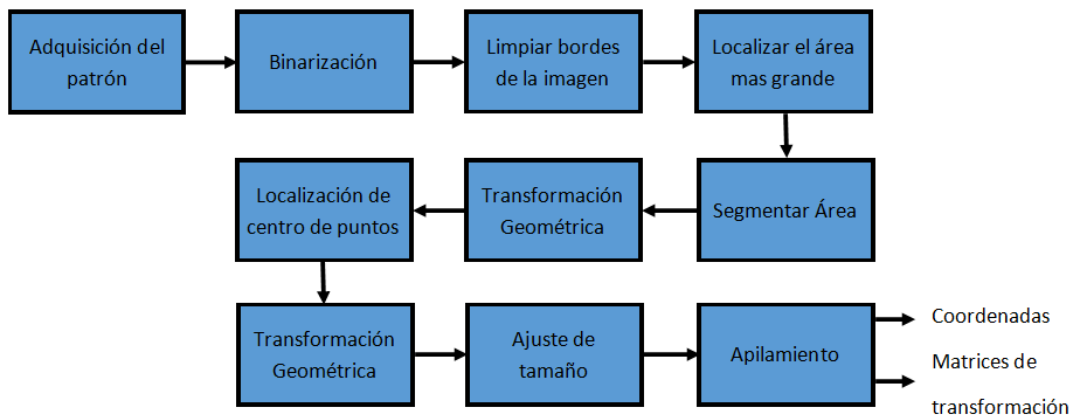 Adquisición del
patrón
Binarización
Limpiar bordes
de la imagen
Localizar el área
mas grande
Segmentar Área
Transformación
Geométrica
Localización de
centro de puntos
Transformación
Geométrica
Ajuste de
tamaño
Apilamiento
Coordenadas
Matrices de
transformación